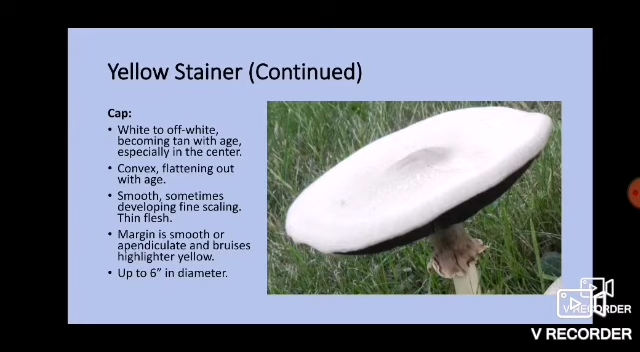 Yellow Stainer (Continued)
Cap:
• White to off-white,
becoming tan with age,
especially in the center.
• Convex, flattening out
with age.
• Smooth, sometimes
developing fine scaling.
Thin flesh.
• Margin is smooth or
apendiculate and bruises
highlighter yellow.
• Up to 6” in diameter.
V RECORDER
V RECORDER